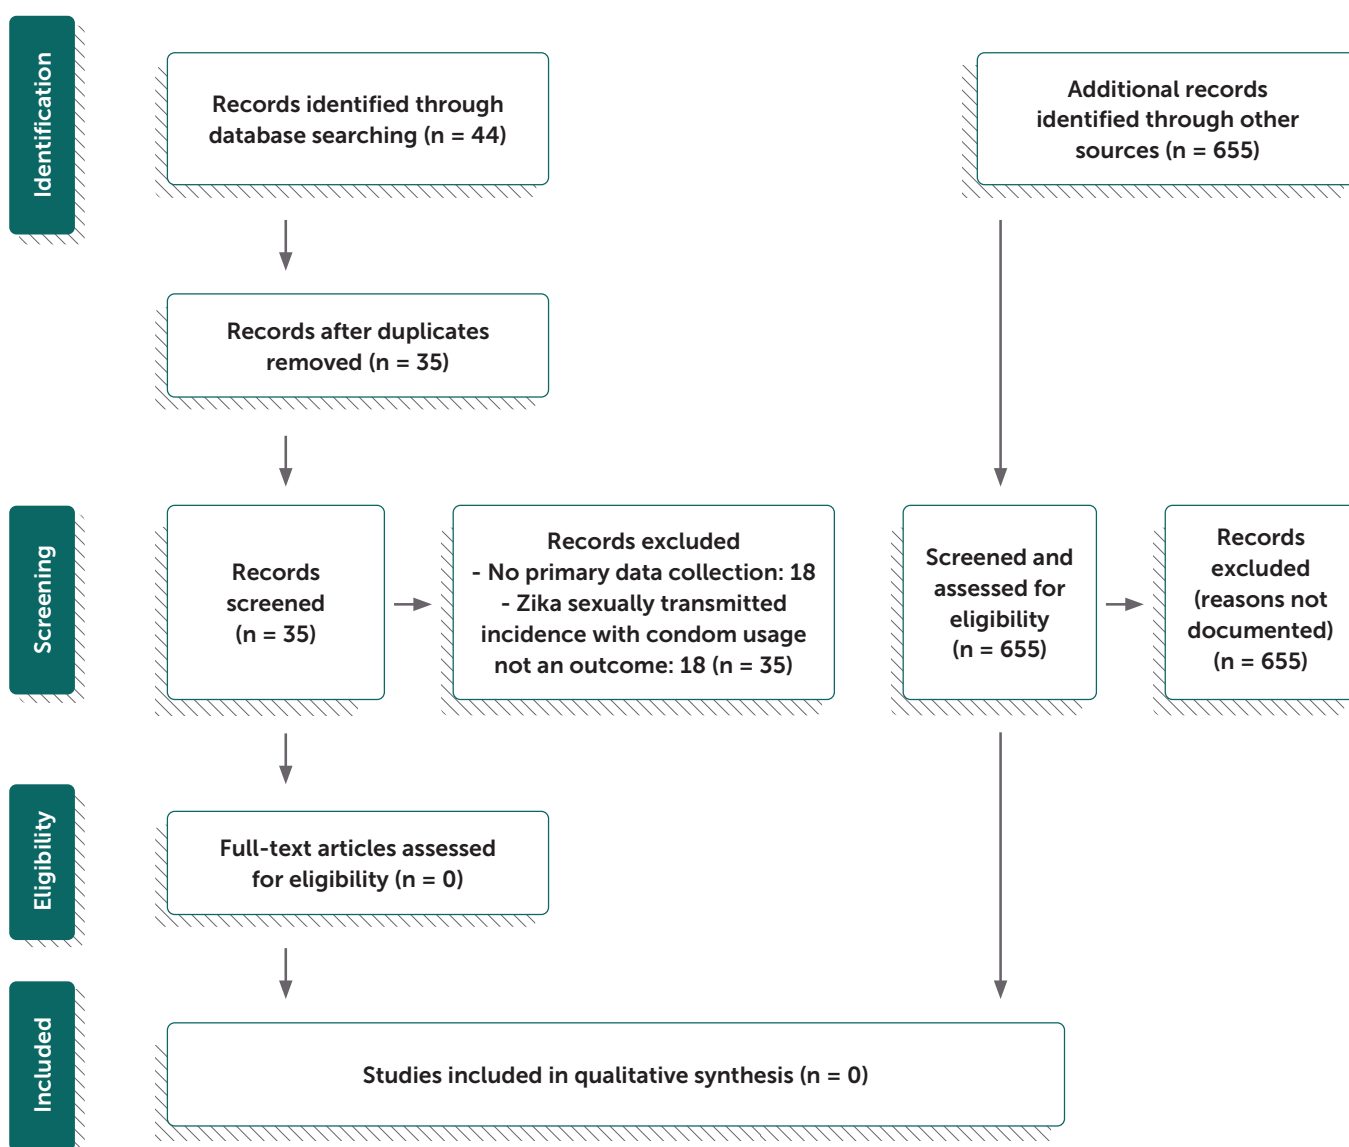 Identification
Records identified through
database searching (n = 44)
Additional records
identified through other
sources (n = 655)
Records after duplicates
removed (n = 35)
Screening
Records
screened
(n = 35)
Records excluded
- No primary data collection: 18
- Zika sexually transmitted
incidence with condom usage
not an outcome: 18 (n = 35)
Screened and
assessed for
eligibility
(n = 655)
Records
excluded
(reasons not
documented)
(n = 655)
Eligibility
Full-text articles assessed
for eligibility (n = 0)
Included
Studies included in qualitative synthesis (n = 0)